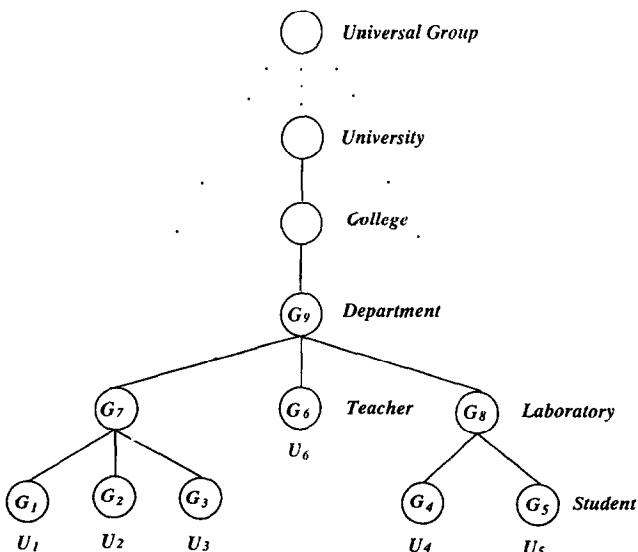 Universal Group
University
College
G9 Department
G7 G6 Teacher G8 Laboratory
U6
G1 G2 G3 G4 G5 Student
U1 U2 U3 U4 U5